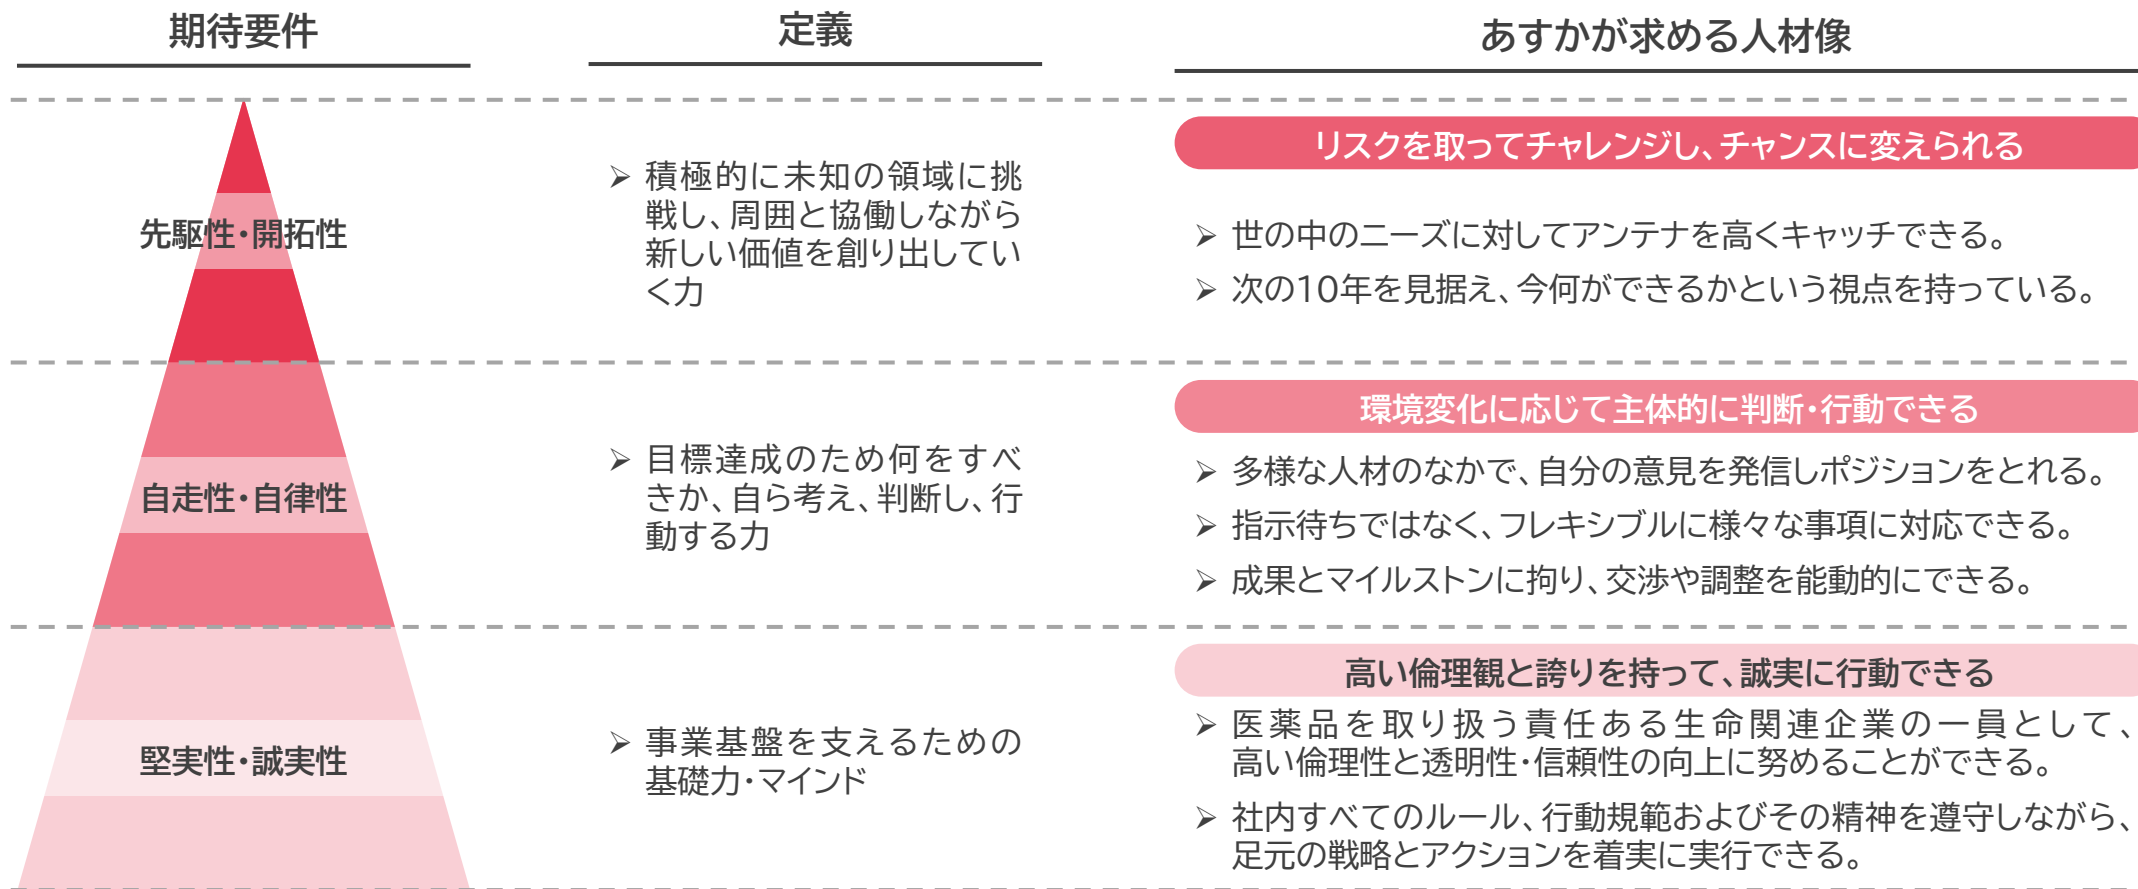 期待要件
定義
あすかが求める人材像
先駆性・開拓性
➢ 積極的に未知の領域に挑
戦し、周囲と協働しながら
新しい価値を創り出してい
く力
リスクを取ってチャレンジし、チャンスに変えられる
➢ 世の中のニーズに対してアンテナを高くキャッチできる。
➢ 次の10年を見据え、今何ができるかという視点を持っている。
自走性・自律性
➢ 目標達成のため何をすべ
きか、自ら考え、判断し、行
動する力
環境変化に応じて主体的に判断・行動できる
➢ 多様な人材のなかで、自分の意見を発信しポジションをとれる。
➢ 指示待ちではなく、フレキシブルに様々な事項に対応できる。
➢ 成果とマイルストンに拘り、交渉や調整を能動的にできる。
堅実性・誠実性
➢ 事業基盤を支えるための
基礎力・マインド
高い倫理観と誇りを持って、誠実に行動できる
➢ 医薬品を取り扱う責任ある生命関連企業の一員として、
高い倫理性と透明性・信頼性の向上に努めることができる。
➢ 社内すべてのルール、行動規範およびその精神を遵守しながら、
足元の戦略とアクションを着実に実行できる。